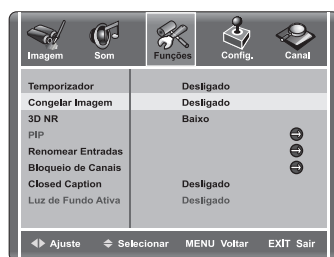 Imagem Som Funções Config. Canal
Temporizador Desligado
Congelar Imagem Desligado
3D NR Baixo
PIP
Renomear Entradas
Bloqueio de Canais
Closed Caption Desligado
Luz de Fundo Ativa Desligado
Ajuste Selecionar MENU Voltar EXIT Sair